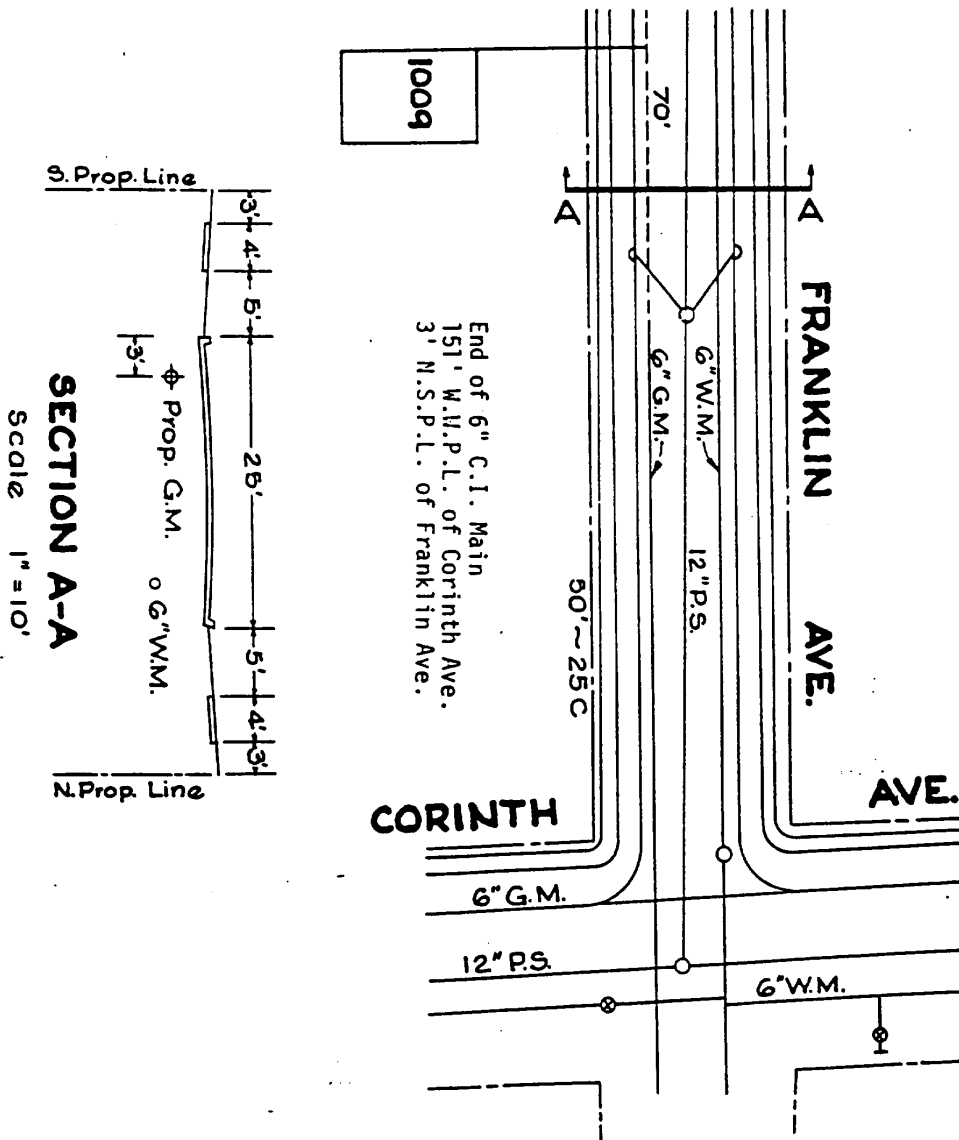 1009
70'
A
A
FRANKLIN AVE.
6" G.M.
6" W.M.
12" P.S.
50' ~ 25 C
End of 6" C.I. Main
151' W.W.P.L. of Corinth Ave.
3' N.S.P.L. of Franklin Ave.
S. Prop. Line
3'
4'
5'
25'
5'
4'
3'
3'
Prop. G.M.
6" W.M.
N. Prop. Line
SECTION A-A
Scale 1" = 10'
CORINTH AVE.
6" G.M.
12" P.S.
6" W.M.